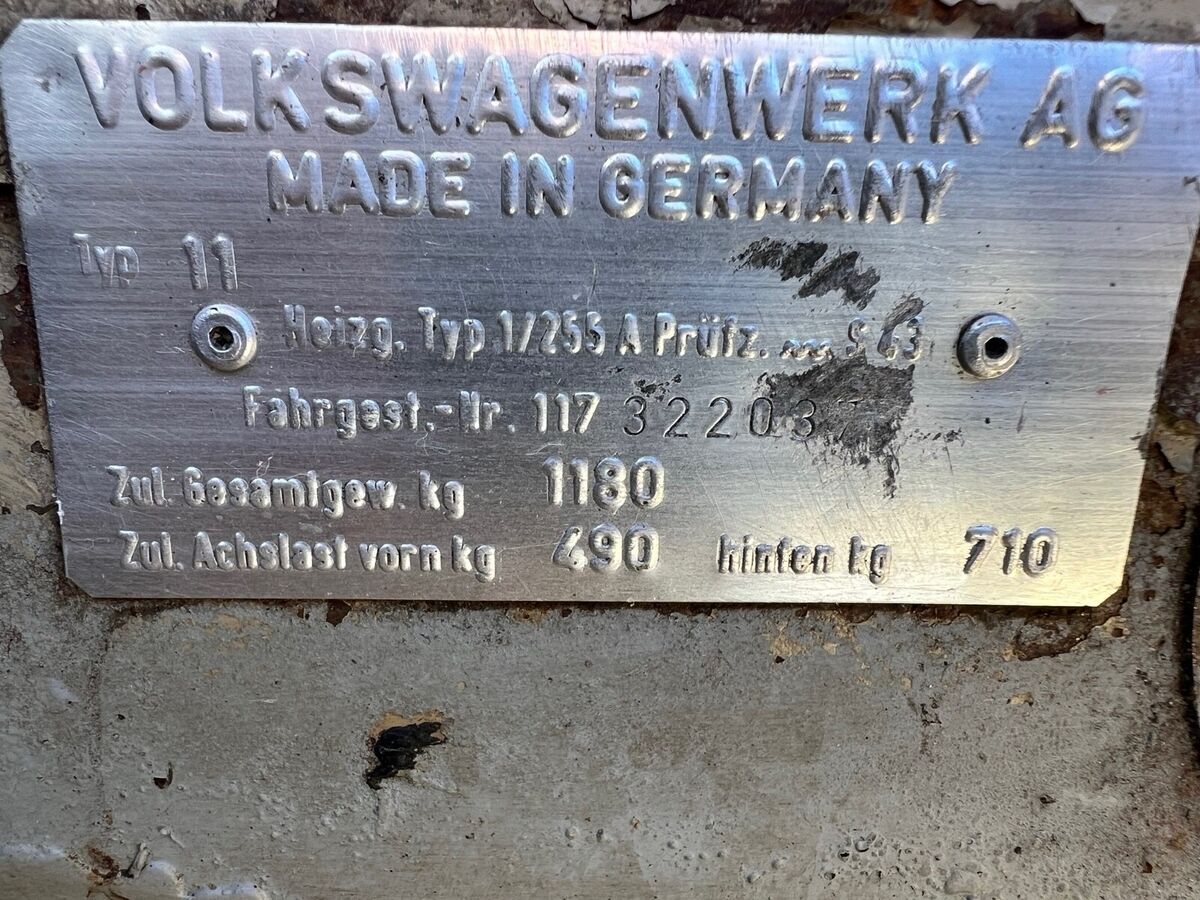 VOLKSWAGENWERK AG
MADE IN GERMANY
Typ 11
Heizg. Typ 1/255 A Prüfz. ﹏ S 63
Fahrgest.-Nr. 117 322037
Zul. Gesamtgew. kg 1180
Zul. Achslast vorn kg 490 hinten kg 710